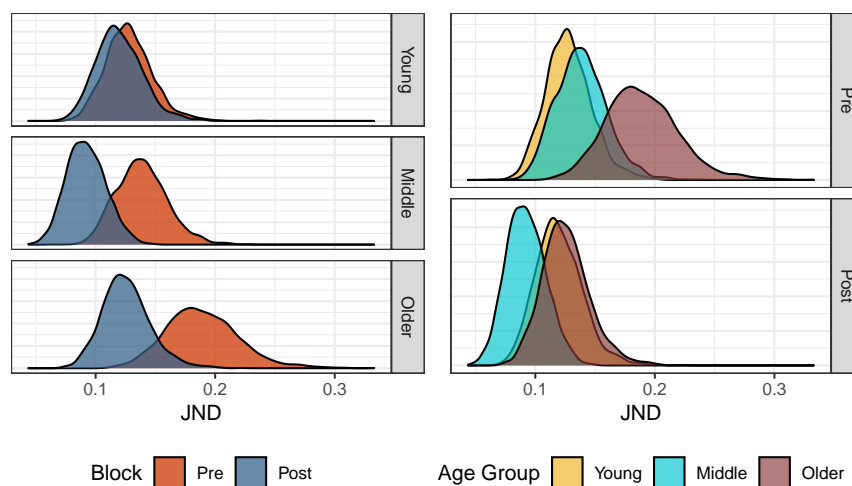 Young
Middle
Older
0.1 0.2 0.3
JND
Block Pre Post
Pre
Post
0.1 0.2 0.3
JND
Age Group Young Middle Older